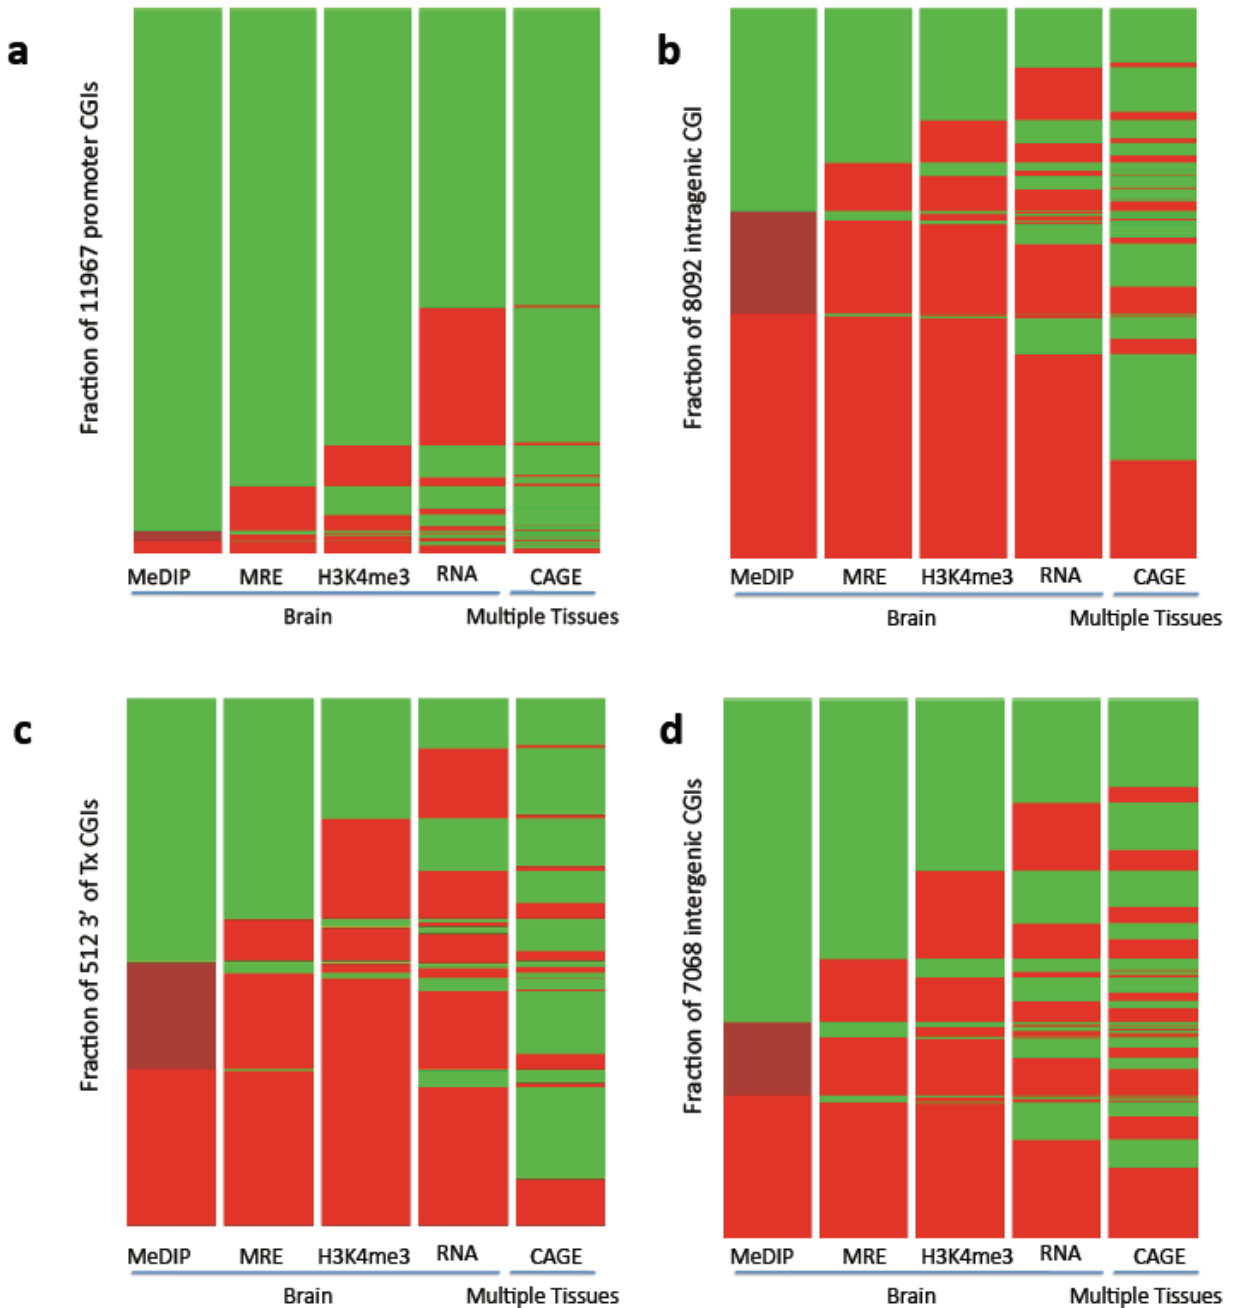 a
Fraction of 11967 promoter CGIs
MeDIP MRE H3K4me3 RNA CAGE
Brain Multiple Tissues
b
Fraction of 8092 intragenic CGI
MeDIP MRE H3K4me3 RNA CAGE
Brain Multiple Tissues
c
Fraction of 512 3' of Tx CGIs
MeDIP MRE H3K4me3 RNA CAGE
Brain Multiple Tissues
d
Fraction of 7068 intergenic CGIs
MeDIP MRE H3K4me3 RNA CAGE
Brain Multiple Tissues